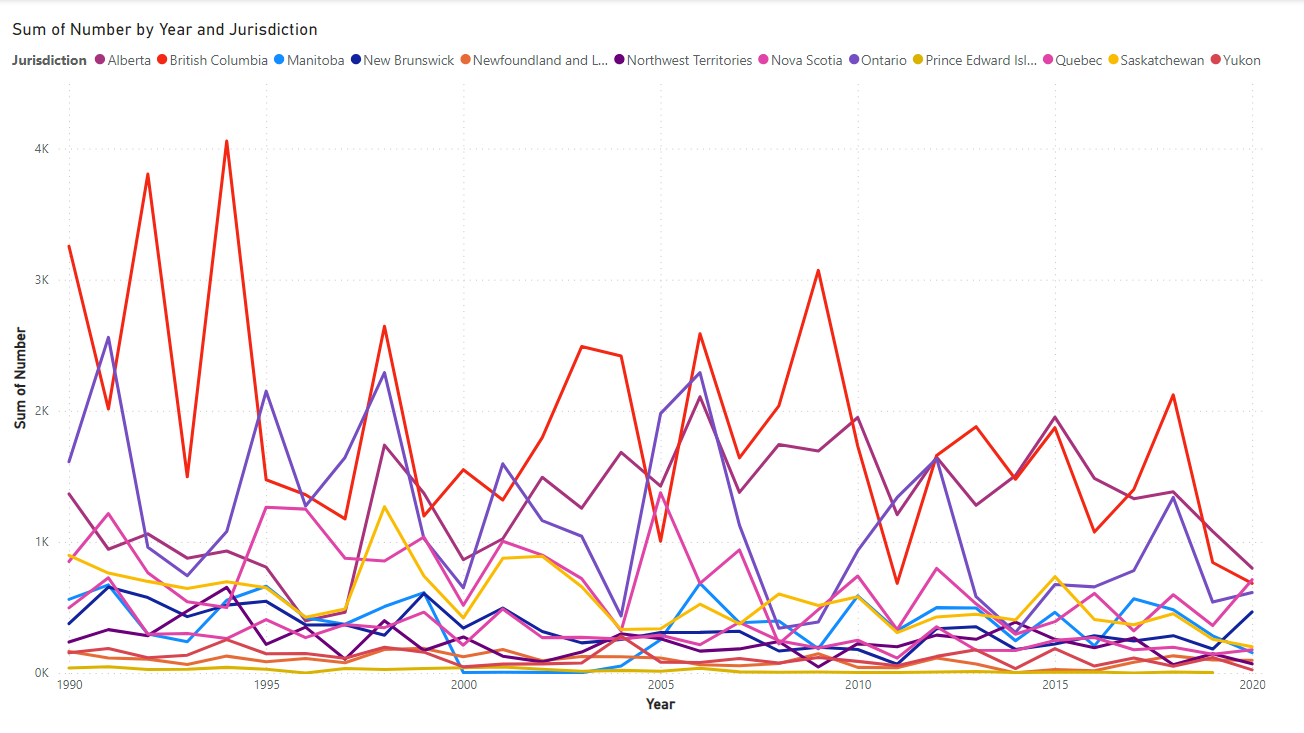 Sum of Number by Year and Jurisdiction
Jurisdiction Alberta British Columbia Manitoba New Brunswick Newfoundland and L... Northwest Territories Nova Scotia Ontario Prince Edward Isl... Quebec Saskatchewan Yukon
4K
3K
2K
1K
0K
Sum of Number
1990 1995 2000 2005 2010 2015 2020
Year